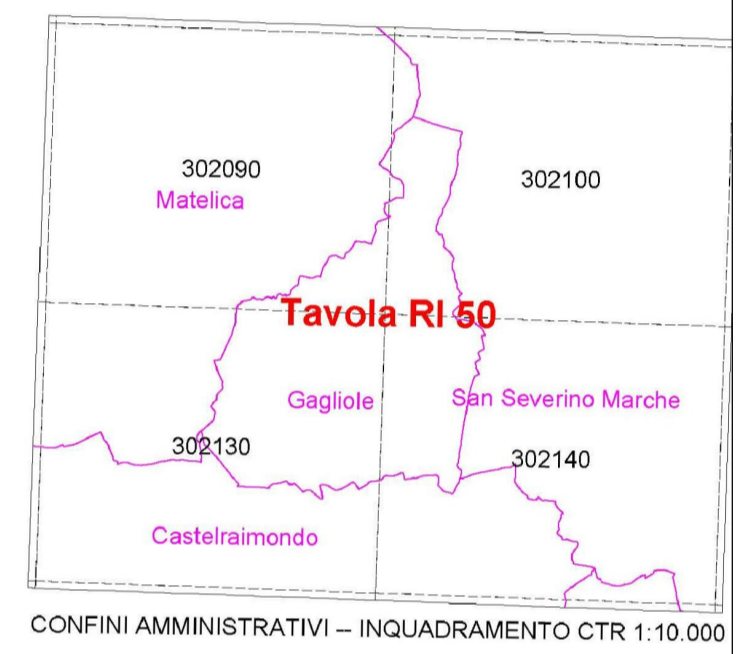 302090
302100
Matelica
Tavola RI 50
Gagliole
San Severino Marche
302130
302140
Castelraimondo
CONFINI AMMINISTRATIVI – INQUADRAMENTO CTR 1:10.000